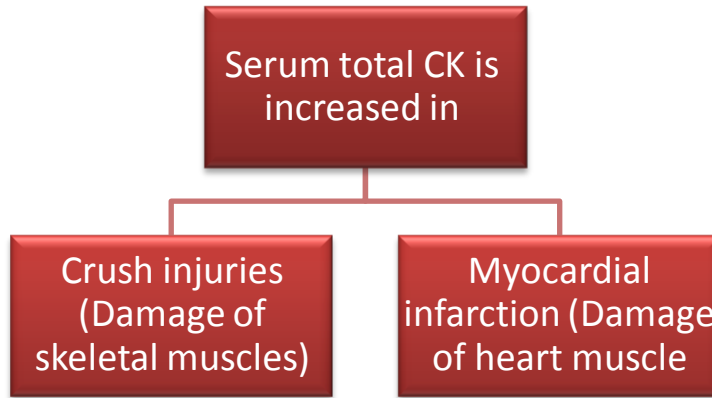 Serum total CK is
increased in
Crush injuries
(Damage of
skeletal muscles)
Myocardial
infarction (Damage
of heart muscle